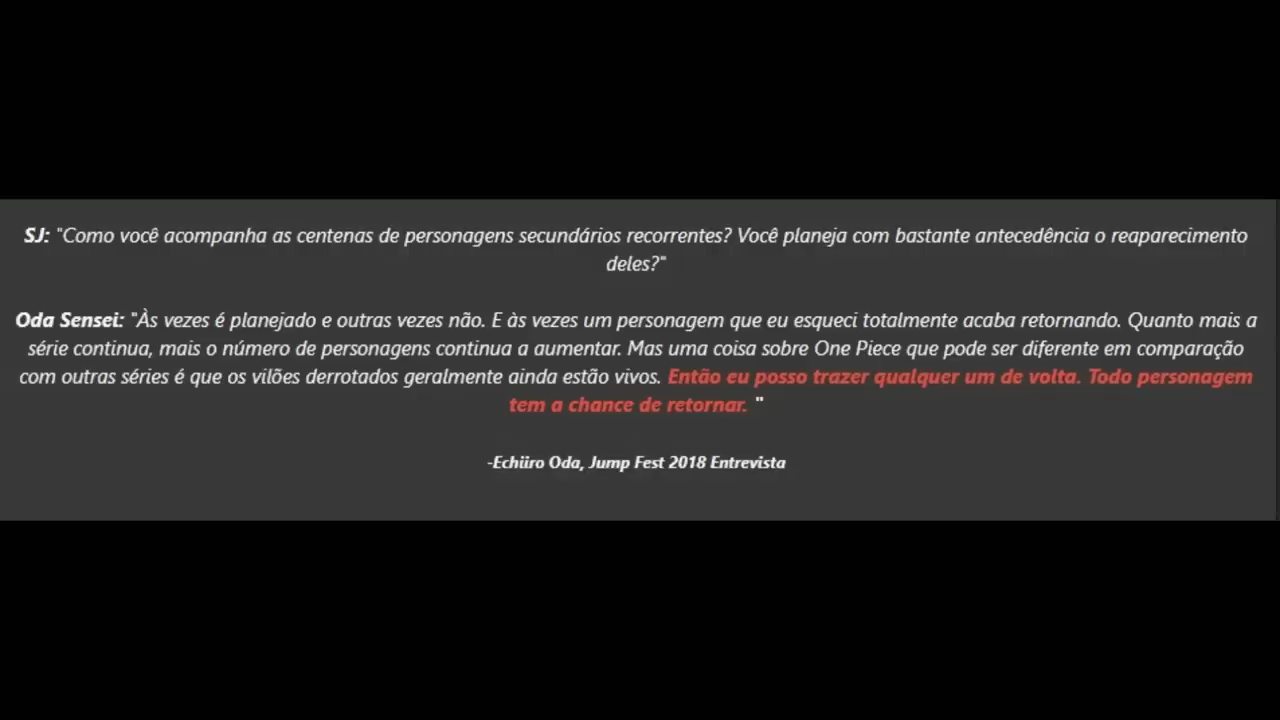 SJ: "Como você acompanha as centenas de personagens secundários recorrentes? Você planeja com bastante antecedência o reaparecimento
deles?"
Oda Sensei: "Às vezes é planejado e outras vezes não. E às vezes um personagem que eu esqueci totalmente acaba retornando. Quanto mais a
série continua, mais o número de personagens continua a aumentar. Mas uma coisa sobre One Piece que pode ser diferente em comparação
com outras séries é que os vilões derrotados geralmente ainda estão vivos. Então eu posso trazer qualquer um de volta. Todo personagem
tem a chance de retornar. "
-Echiiro Oda, Jump Fest 2018 Entrevista